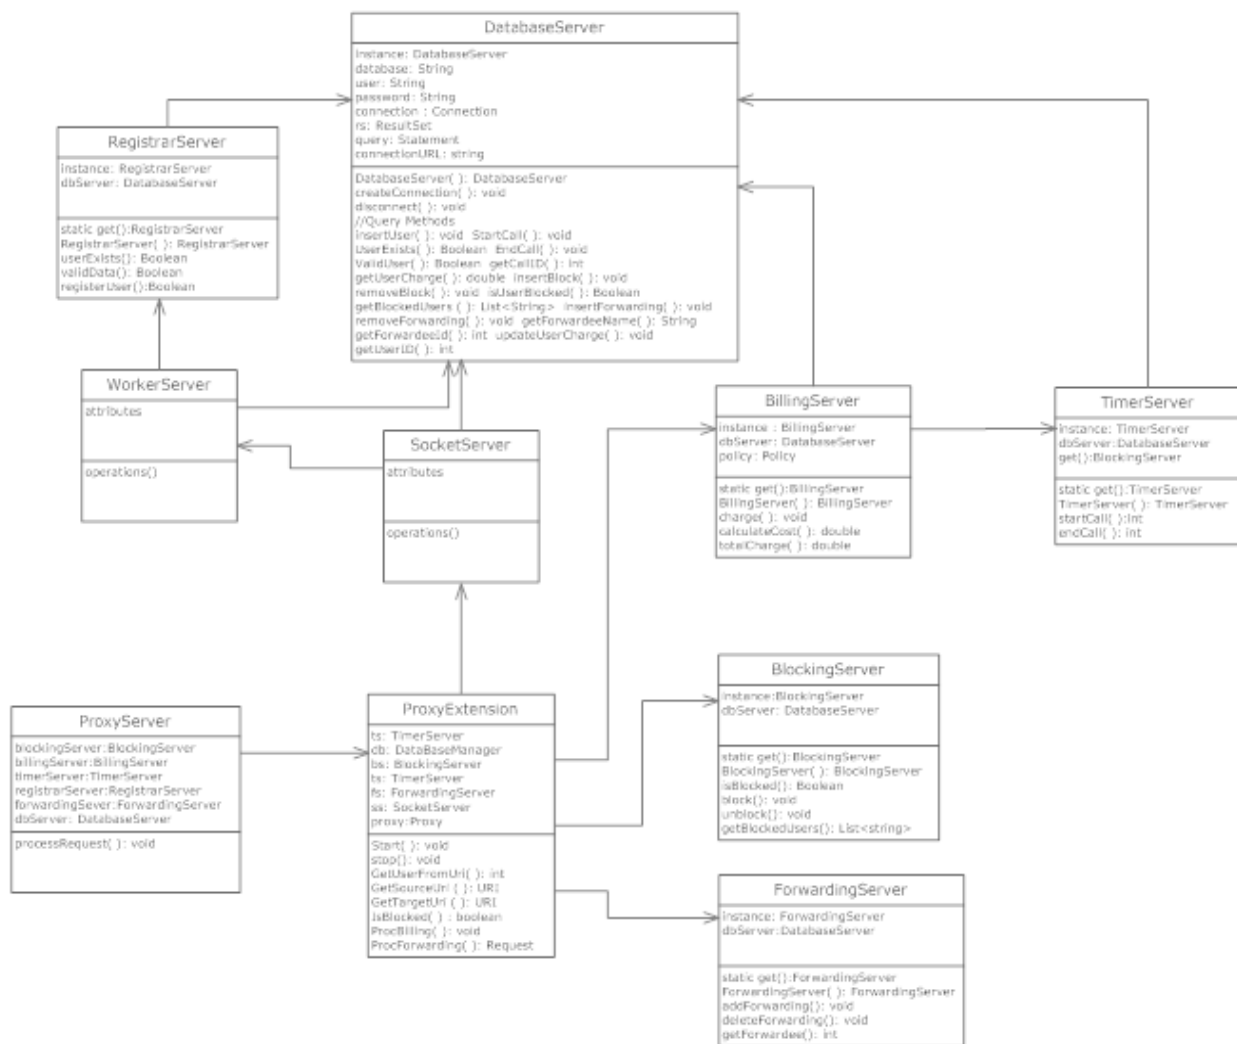 DatabaseServer
instance: DatabaseServer
database: String
user: String
password: String
connection : Connection
rs: ResultSet
query: Statement
connectionURL: string
DatabaseServer( ): DatabaseServer
createConnection( ): void
disconnect( ): void
//Query Methods
insertUser( ): void StartCall( ): void
UserExists( ): Boolean EndCall( ): void
ValidUser( ): Boolean getCallID( ): int
getUserCharge( ): double insertBlock( ): void
removeBlock( ): void isUserBlocked( ): Boolean
getBlockedUsers ( ): List<String> insertForwarding( ): void
removeForwarding( ): void getForwardeeName( ): String
getForwardeeId( ): int updateUserCharge( ): void
getUserID( ): int
RegistrarServer
instance: RegistrarServer
dbServer: DatabaseServer
static get():RegistrarServer
RegistrarServer( ): RegistrarServer
userExists(): Boolean
validData(): Boolean
registerUser():Boolean
WorkerServer
attributes
operations()
SocketServer
attributes
operations()
BillingServer
instance : BillingServer
dbServer: DatabaseServer
policy: Policy
static get():BillingServer
BillingServer( ): BillingServer
charge( ): void
calculateCost( ): double
totalCharge( ): double
TimerServer
instance: TimerServer
dbServer:DatabaseServer
get():BlockingServer
static get():TimerServer
TimerServer( ): TimerServer
startCall( ):int
endCall( ): int
ProxyServer
blockingServer:BlockingServer
billingServer:BillingServer
timerServer:TimerServer
registrarServer:RegistrarServer
forwardingSever:ForwardingServer
dbServer: DatabaseServer
processRequest( ): void
ProxyExtension
ts: TimerServer
db: DataBaseManager
bs: BlockingServer
ts: TimerServer
fs: ForwardingServer
ss: SocketServer
proxy:Proxy
Start( ): void
stop(): void
GetUserFromUri( ): int
GetSourceUri ( ): URI
GetTargetUri ( ): URI
IsBlocked( ) : boolean
ProcBilling( ): void
ProcForwarding( ): Request
BlockingServer
instance:BlockingServer
dbServer: DatabaseServer
static get():BlockingServer
BlockingServer( ): BlockingServer
isBlocked(): Boolean
block(): void
unblock(): void
getBlockedUsers(): List<string>
ForwardingServer
instance: ForwardingServer
dbServer:DatabaseServer
static get():ForwardingServer
ForwardingServer( ): ForwardingServer
addForwarding(): void
deleteForwarding(): void
getForwardee(): int